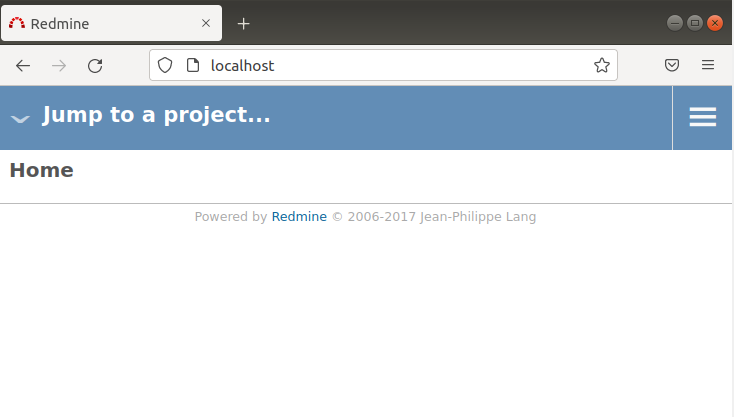 Redmine
localhost
Jump to a project...
Home
Powered by Redmine © 2006-2017 Jean-Philippe Lang